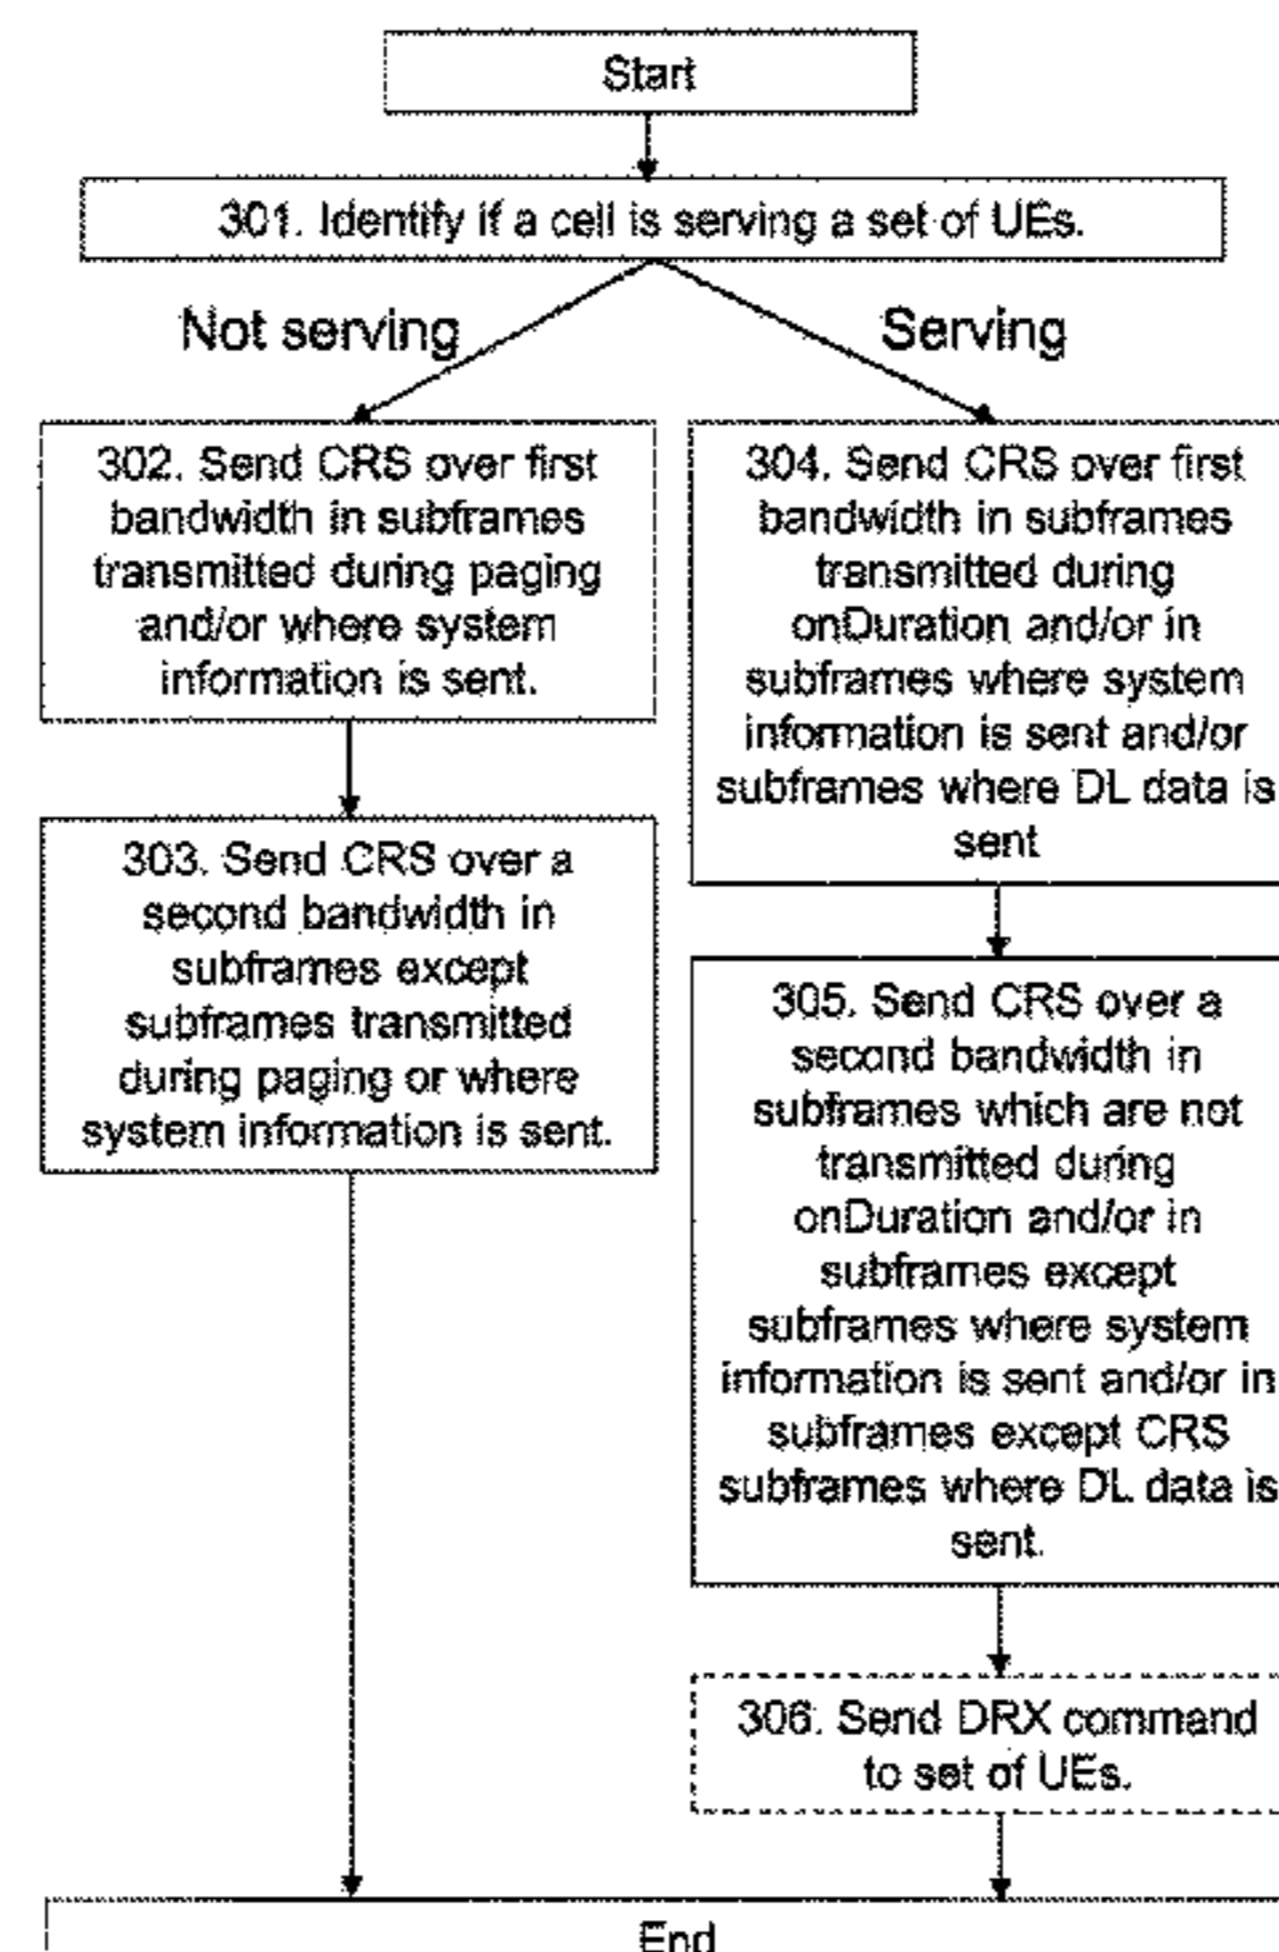 Start
301. Identify if a cell is serving a set of UEs.
Not serving
Serving
302. Send CRS over first
bandwidth in subframes
transmitted during paging
and/or where system
information is sent.
303. Send CRS over a
second bandwidth in
subframes except
subframes transmitted
during paging or where
system information is sent.
304. Send CRS over first
bandwidth in subframes
transmitted during
onDuration and/or in
subframes where system
information is sent and/or
subframes where DL data is
sent
305. Send CRS over a
second bandwidth in
subframes which are not
transmitted during
onDuration and/or in
subframes except
subframes where system
information is sent and/or in
subframes except CRS
subframes where DL data is
sent.
306. Send DRX command
to set of UEs.
End